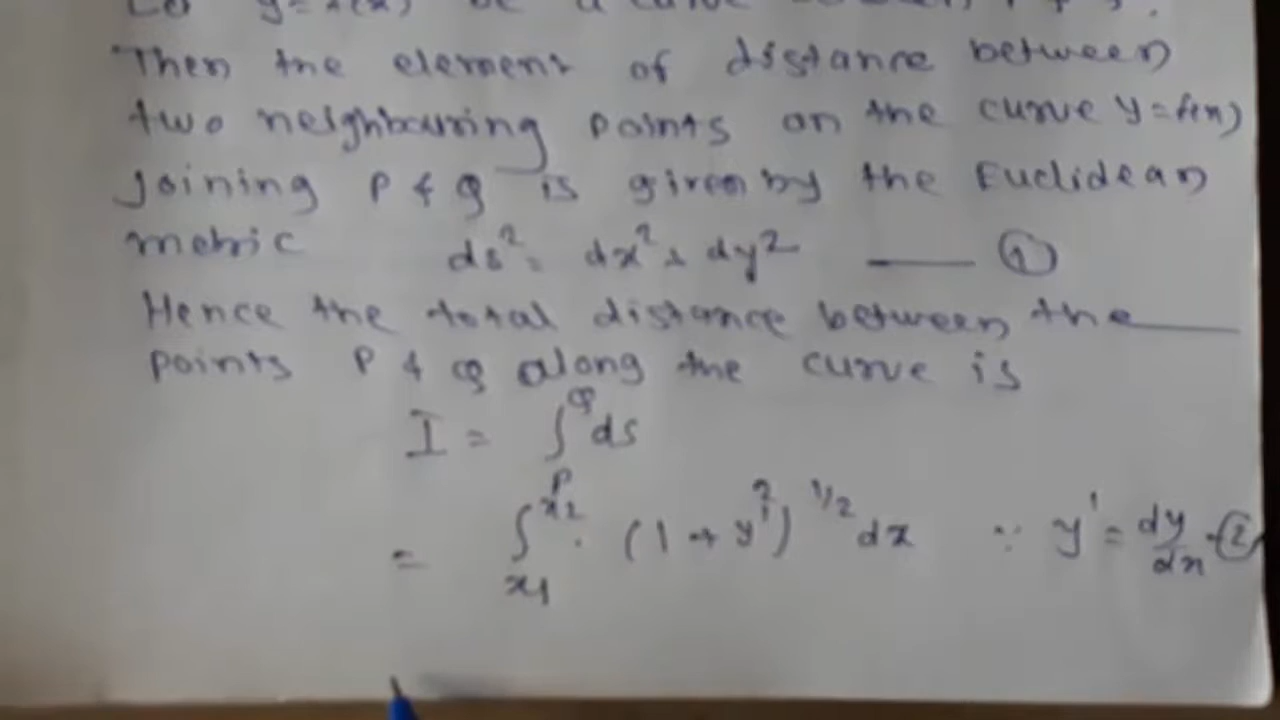 y = f(x) be a curve
Then the element of distance between
two neighbouring points on the curve y = f(x)
joining P & Q is given by the Euclidean
metric ds² = dx² + dy² —— ①
Hence the total distance between the ——
points P & Q along the curve is
I = ∫_P^Q ds
= ∫_{x₁}^{x₂} (1 + y'²)^{1/2} dx ∵ y' = dy/dx - ②